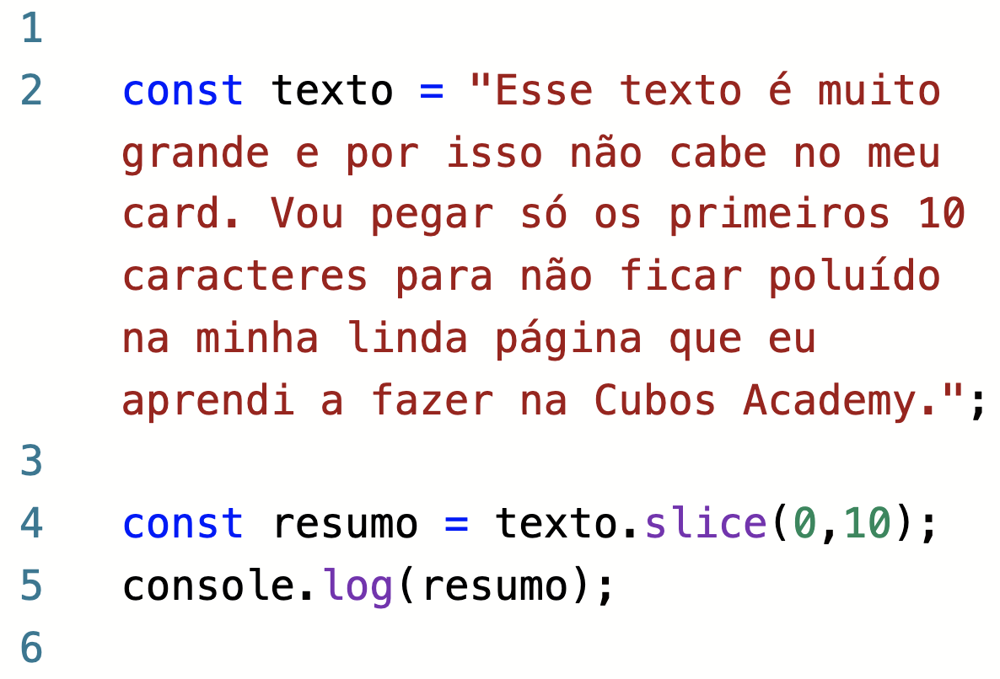 1
2 const texto = "Esse texto é muito
grande e por isso não cabe no meu
card. Vou pegar só os primeiros 10
caracteres para não ficar poluído
na minha linda página que eu
aprendi a fazer na Cubos Academy.";
3
4 const resumo = texto.slice(0,10);
5 console.log(resumo);
6